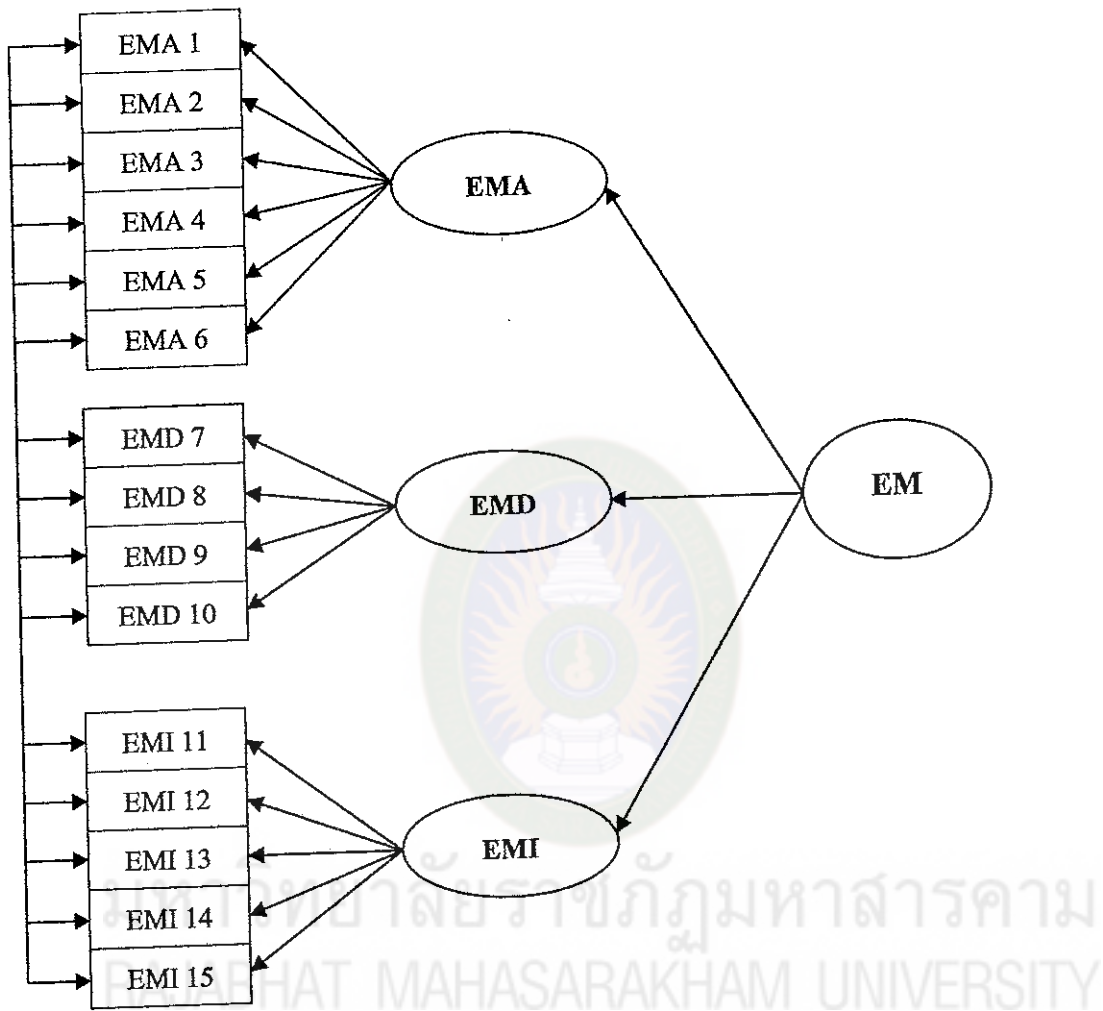 EMA 1
EMA 2
EMA 3
EMA 4
EMA 5
EMA 6
EMA
EMD 7
EMD 8
EMD 9
EMD 10
EMD
EM
EMI 11
EMI 12
EMI 13
EMI 14
EMI 15
EMI
มหาวิทยาลัยราชภัฏมหาสารคาม
RAJABHAT MAHASARAKHAM UNIVERSITY